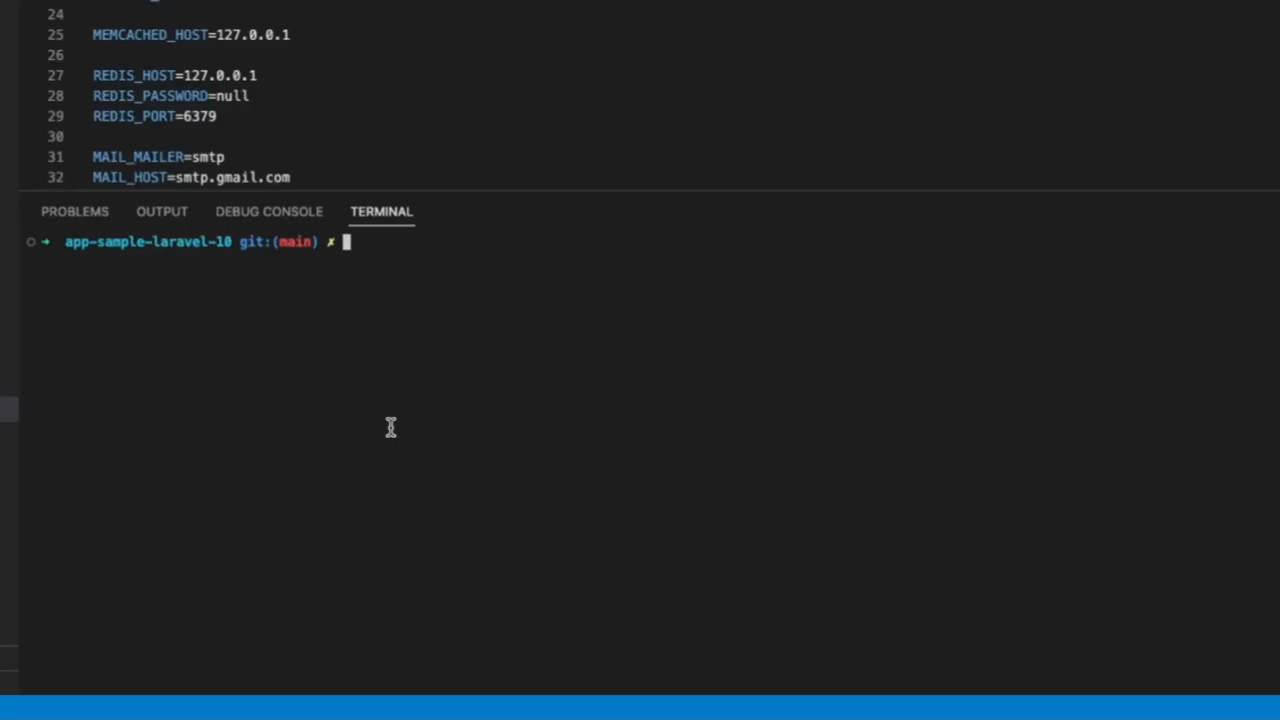 24
25 MEMCACHED_HOST=127.0.0.1
26
27 REDIS_HOST=127.0.0.1
28 REDIS_PASSWORD=null
29 REDIS_PORT=6379
30
31 MAIL_MAILER=smtp
32 MAIL_HOST=smtp.gmail.com
PROBLEMS OUTPUT DEBUG CONSOLE TERMINAL
➜ app-sample-laravel-10 git:(main) ✗